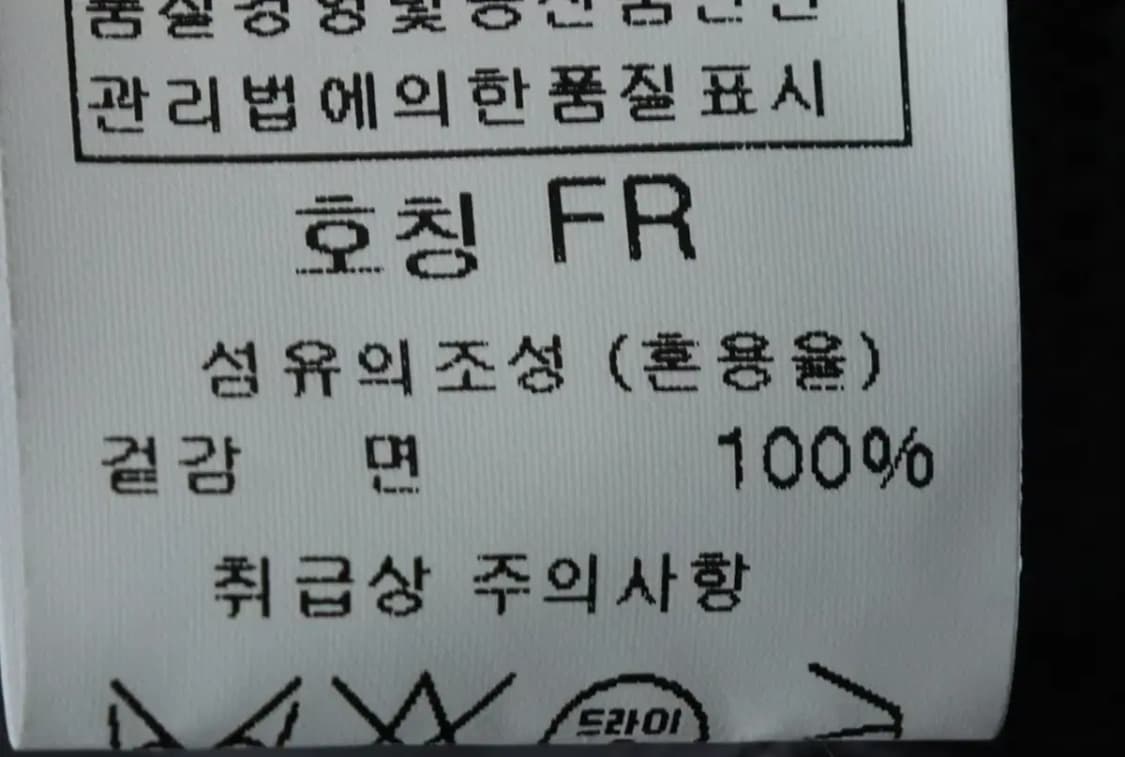 관리법에의한품질표시
호칭 FR
섬유의조성 (혼용율)
겉감 면 100%
취급상 주의사항
드라이